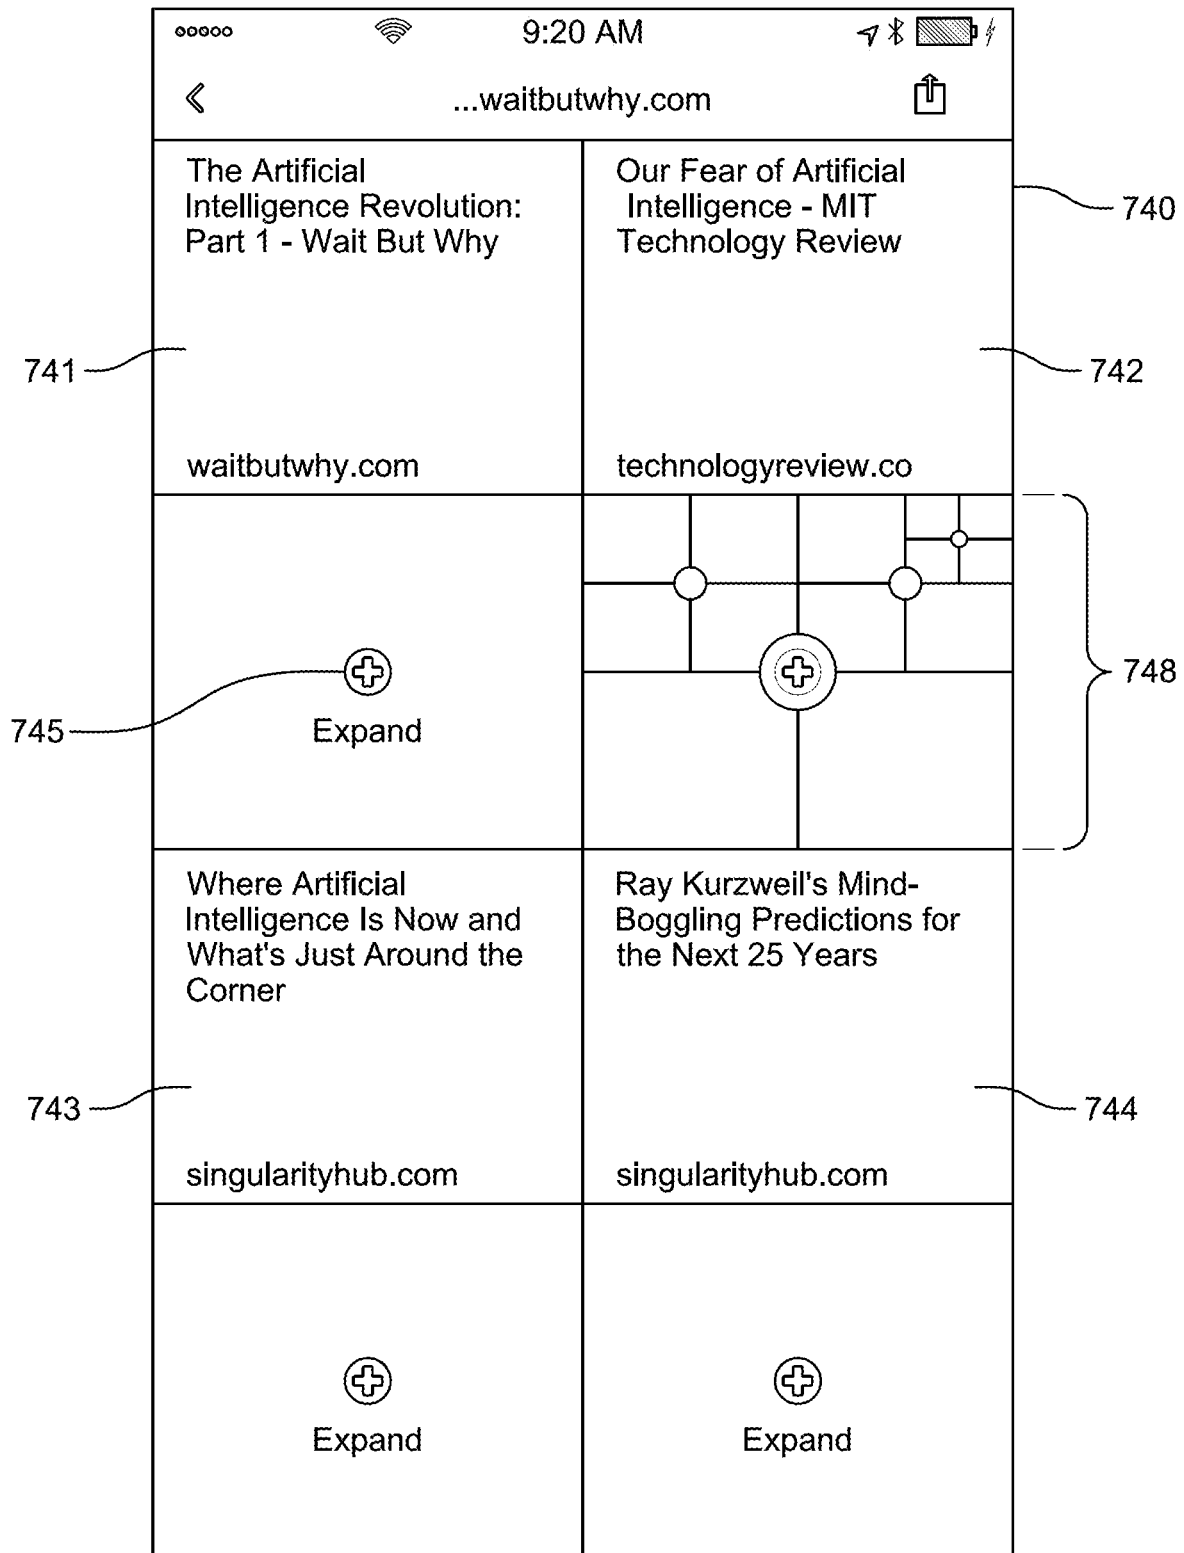 9:20 AM
...waitbutwhy.com
The Artificial
Intelligence Revolution:
Part 1 - Wait But Why
waitbutwhy.com
Our Fear of Artificial
Intelligence - MIT
Technology Review
technologyreview.co
740
741
742
Expand
745
748
Where Artificial
Intelligence Is Now and
What's Just Around the
Corner
singularityhub.com
Ray Kurzweil's Mind-
Boggling Predictions for
the Next 25 Years
singularityhub.com
743
744
Expand
Expand